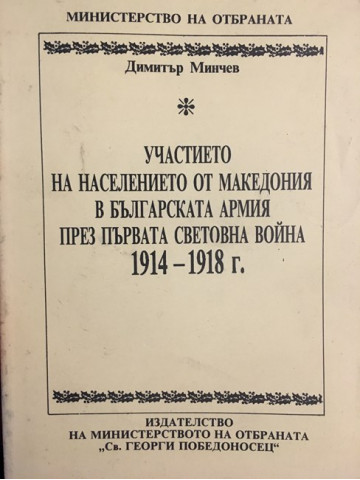 МИНИСТЕРСТВО НА ОТБРАНАТА
Димитър Минчев
УЧАСТИЕТО
НА НАСЕЛЕНИЕТО ОТ МАКЕДОНИЯ
В БЪЛГАРСКАТА АРМИЯ
ПРЕЗ ПЪРВАТА СВЕТОВНА ВОЙНА
1914 – 1918 г.
ИЗДАТЕЛСТВО
НА МИНИСТЕРСТВОТО НА ОТБРАНАТА
„Св. ГЕОРГИ ПОБЕДОНОСЕЦ“